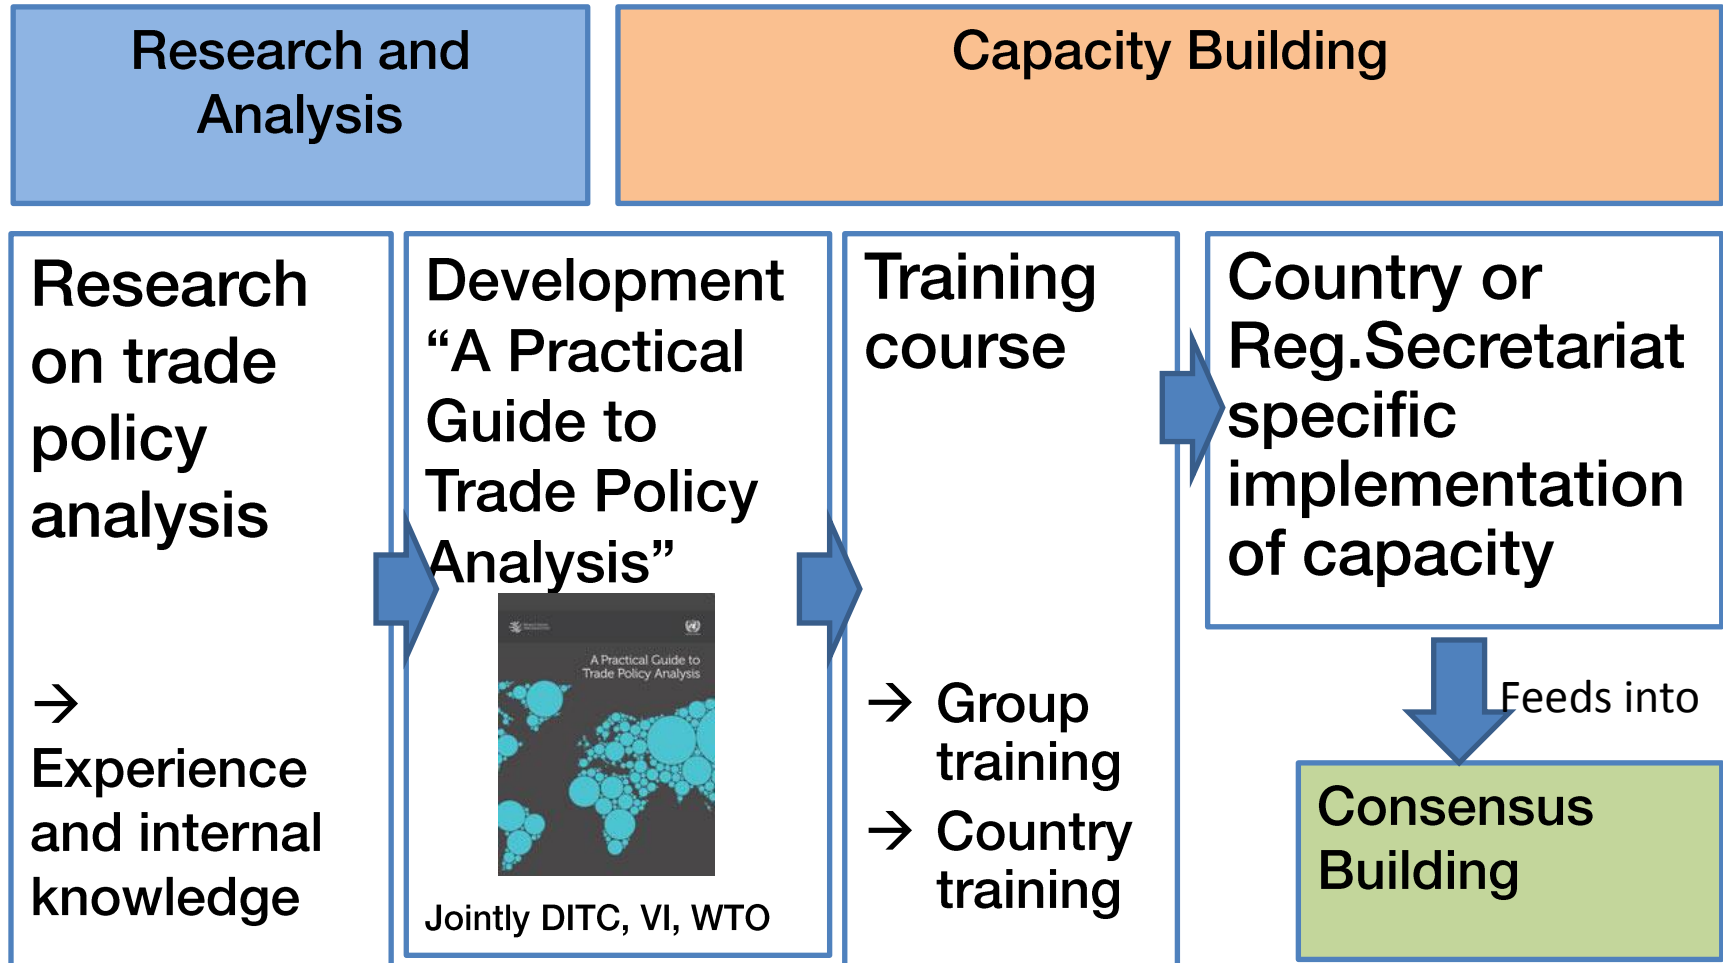 Research and
Analysis
Capacity Building
Research
on trade
policy
analysis
→
Experience
and internal
knowledge
Development
“A Practical
Guide to
Trade Policy
Analysis”
A Practical Guide to
Trade Policy Analysis
Jointly DITC, VI, WTO
Training
course
→ Group
training
→ Country
training
Country or
Reg.Secretariat
specific
implementation
of capacity
Feeds into
Consensus
Building